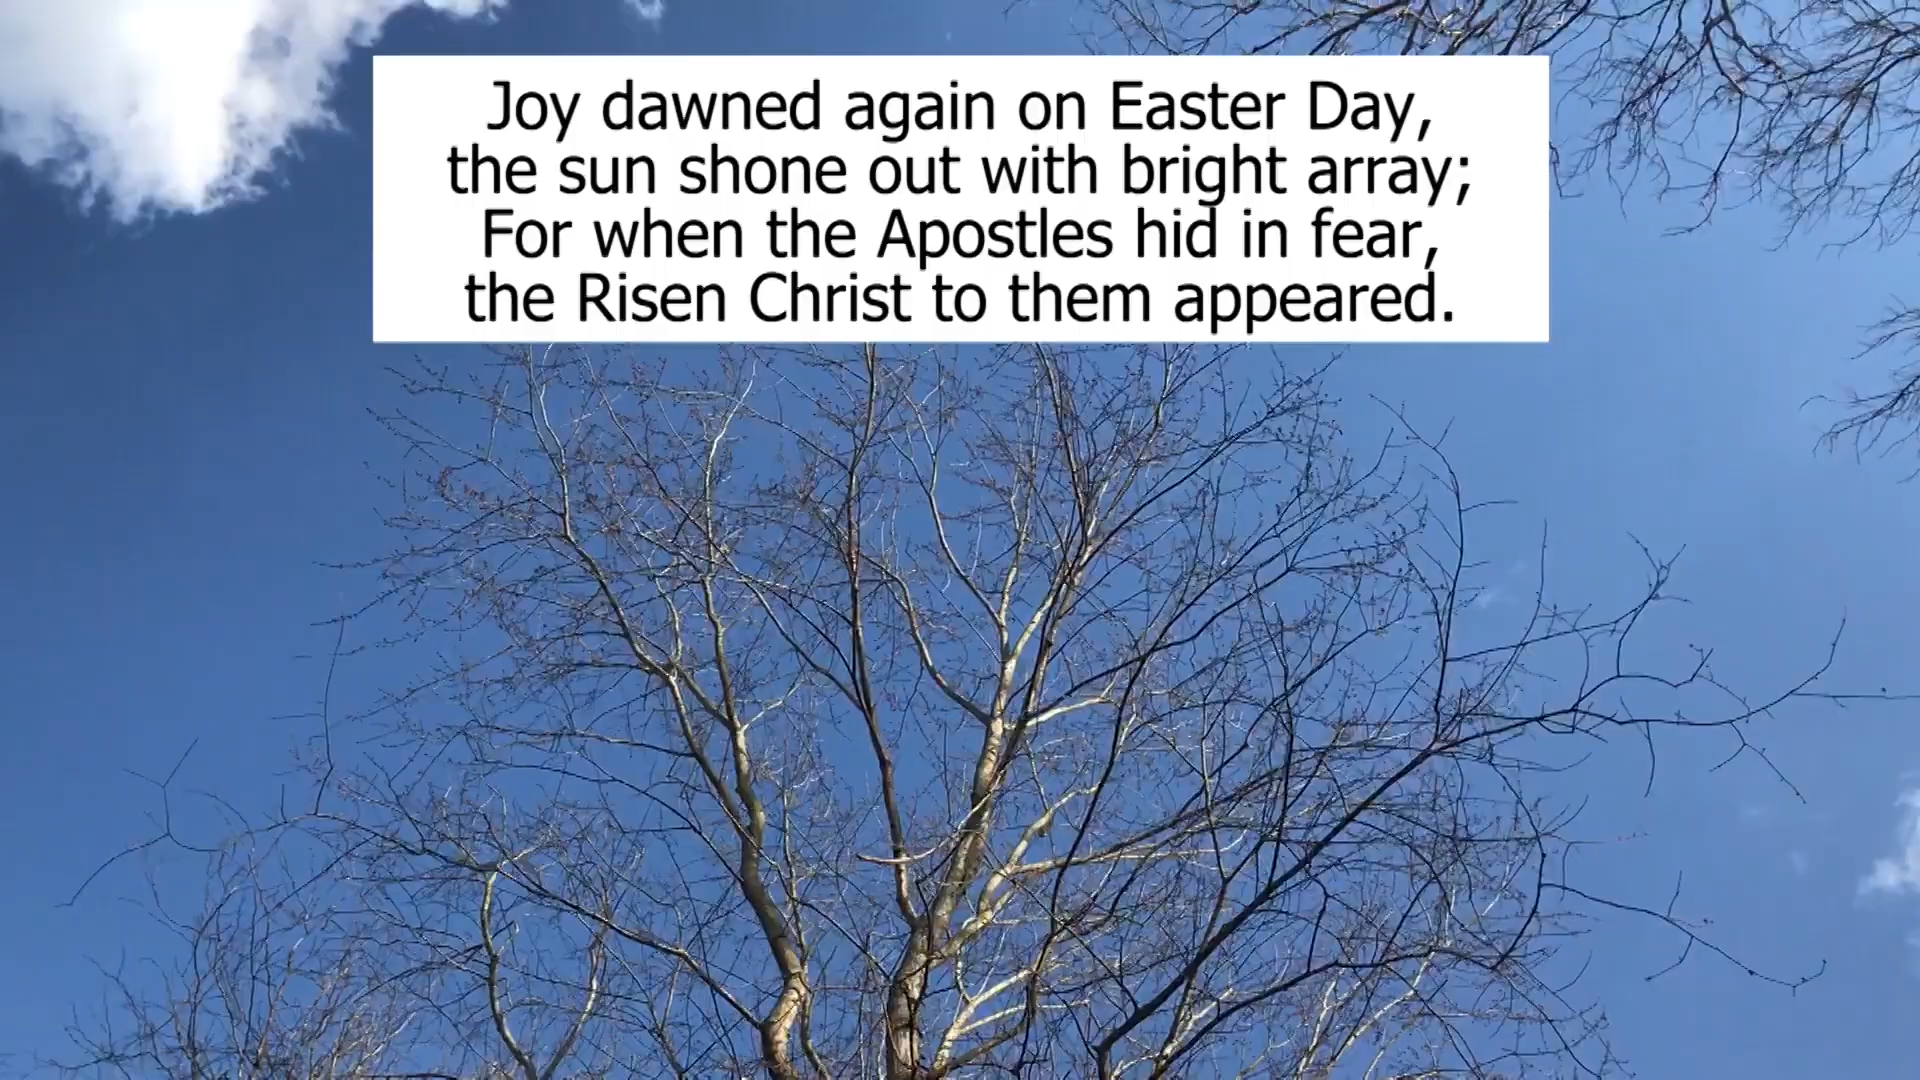 Joy dawned again on Easter Day,
the sun shone out with bright array;
For when the Apostles hid in fear,
the Risen Christ to them appeared.